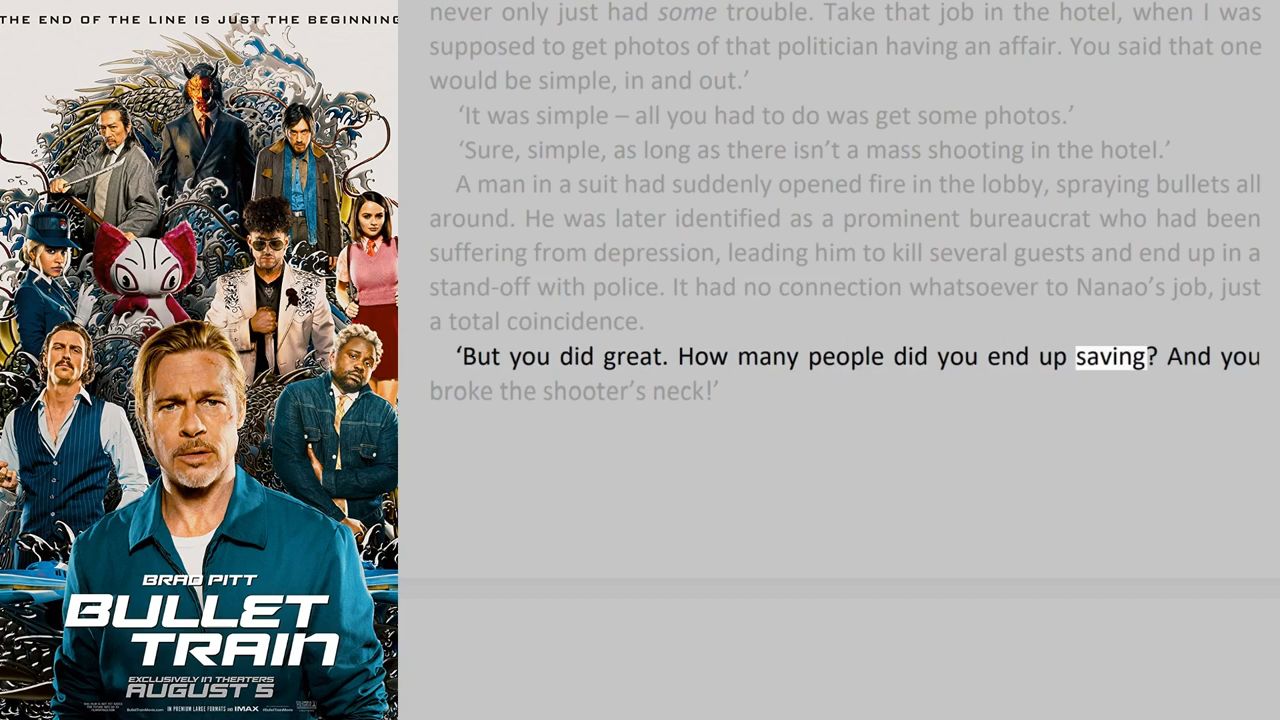 THE END OF THE LINE IS JUST THE BEGINNING
BRAD PITT
BULLET
TRAIN
EXCLUSIVELY IN THEATERS
AUGUST 5
BulletTrainMovie.com
IN PREMIUM LARGE FORMATS AND IMAX
#BulletTrainMovie
never only just had some trouble. Take that job in the hotel, when I was
supposed to get photos of that politician having an affair. You said that one
would be simple, in and out.’
‘It was simple – all you had to do was get some photos.’
‘Sure, simple, as long as there isn’t a mass shooting in the hotel.’
A man in a suit had suddenly opened fire in the lobby, spraying bullets all
around. He was later identified as a prominent bureaucrat who had been
suffering from depression, leading him to kill several guests and end up in a
stand-off with police. It had no connection whatsoever to Nanao’s job, just
a total coincidence.
‘But you did great. How many people did you end up saving? And you
broke the shooter’s neck!’